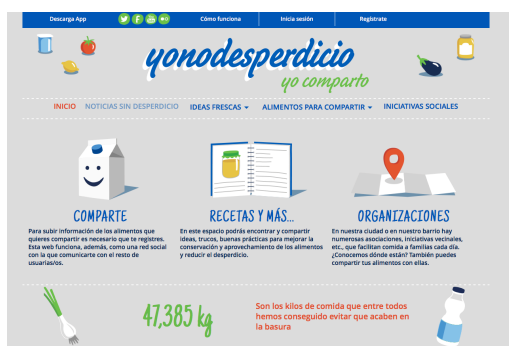 Descarga App
Cómo funciona
Inicia sesión
Regístrate
yonodesperdicio
yo comparto
INICIO
NOTICIAS SIN DESPERDICIO
IDEAS FRESCAS
ALIMENTOS PARA COMPARTIR
INICIATIVAS SOCIALES
COMPARTE
Para subir información de los alimentos que
quieres compartir es necesario que te registres.
Esta web funciona, además, como una red social
con la que comunicarte con el resto de
usuarias/os.
RECETAS Y MÁS...
En este espacio podrás encontrar y compartir
ideas, trucos, buenas prácticas para mejorar la
conservación y aprovechamiento de los alimentos
y reducir el desperdicio.
ORGANIZACIONES
En nuestra ciudad o en nuestro barrio hay
numerosas asociaciones, iniciativas vecinales,
etc., que facilitan comida a familias cada día.
¿Conocemos dónde están? También puedes
compartir tus alimentos con ellas.
47,385 kg
Son los kilos de comida que entre todos
hemos conseguido evitar que acaben en
la basura